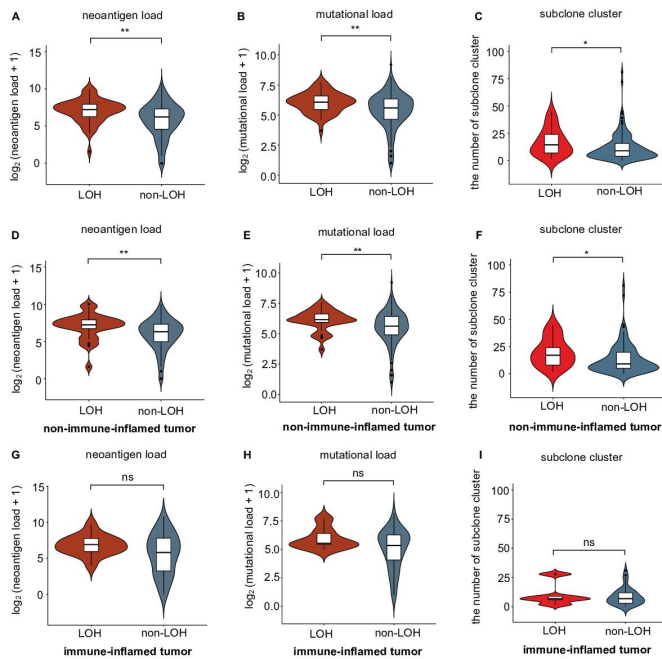 A
neoantigen load
**
log2 (neoantigen load + 1)
15
10
5
0
LOH
non-LOH
B
mutational load
**
log2 (mutational load + 1)
10.0
7.5
5.0
2.5
0.0
LOH
non-LOH
C
subclone cluster
*
the number of subclone cluster
100
75
50
25
0
LOH
non-LOH
D
neoantigen load
**
log2 (neoantigen load + 1)
15
10
5
0
LOH
non-LOH
non-immune-inflamed tumor
E
mutational load
**
log2 (mutational load + 1)
10.0
7.5
5.0
2.5
0.0
LOH
non-LOH
non-immune-inflamed tumor
F
subclone cluster
*
the number of subclone cluster
100
75
50
25
0
LOH
non-LOH
non-immune-inflamed tumor
G
neoantigen load
ns
log2 (neoantigen load + 1)
15
10
5
0
LOH
non-LOH
immune-inflamed tumor
H
mutational load
ns
log2 (mutational load + 1)
10.0
7.5
5.0
2.5
0.0
LOH
non-LOH
immune-inflamed tumor
I
subclone cluster
ns
the number of subclone cluster
100
75
50
25
0
LOH
non-LOH
immune-inflamed tumor